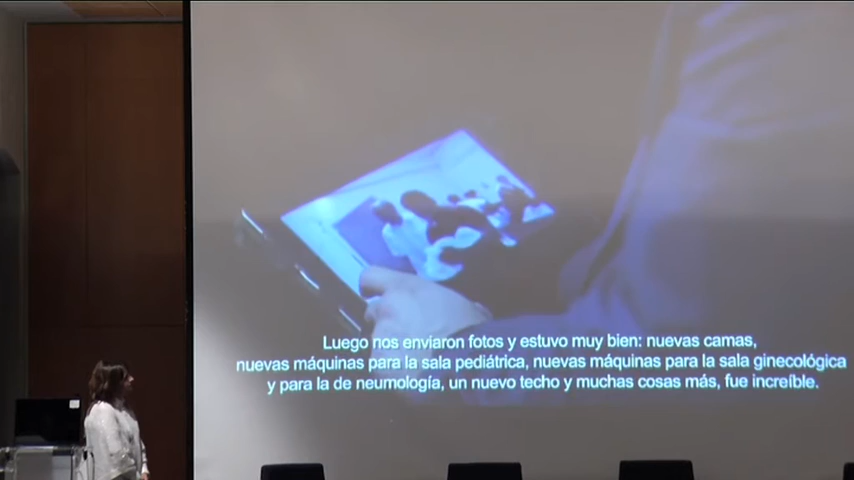 Luego nos enviaron fotos y estuvo muy bien: nuevas camas,
nuevas máquinas para la sala pediátrica, nuevas máquinas para la sala ginecológica
y para la de neumología, un nuevo techo y muchas cosas más, fue increíble.